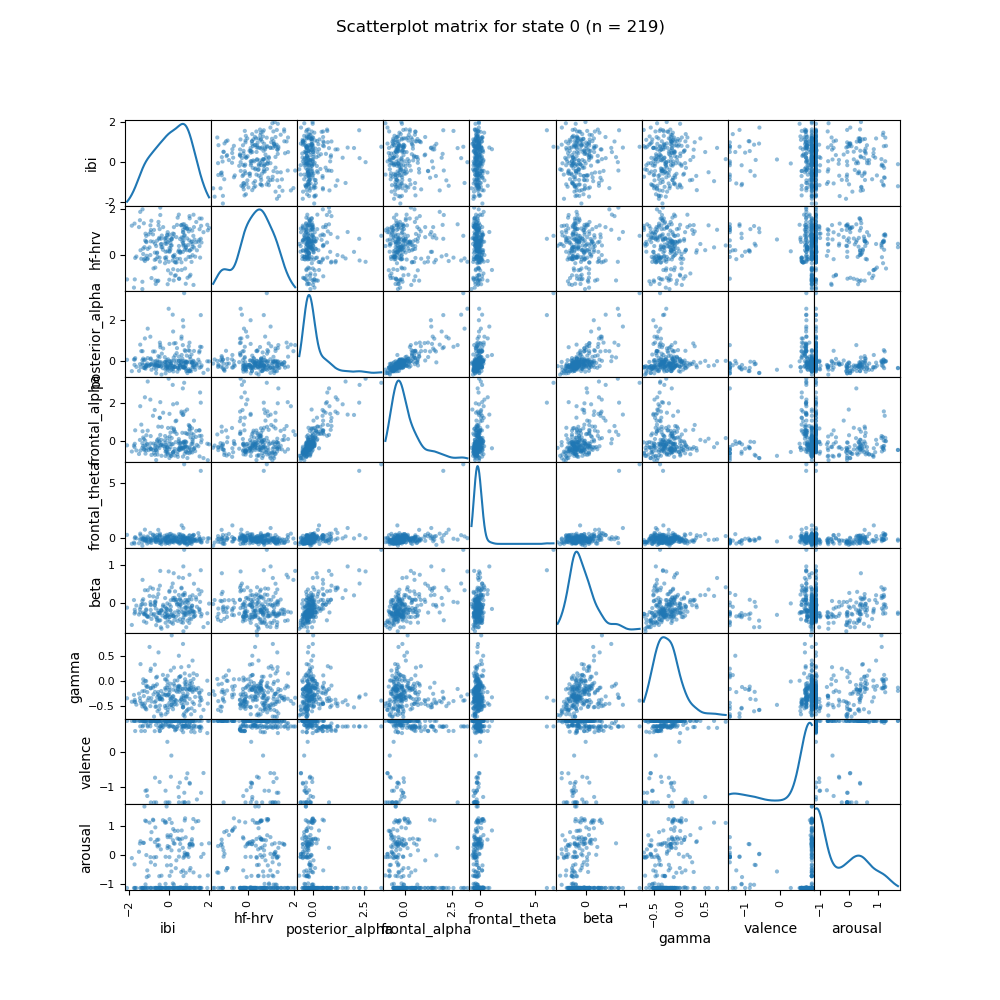 Scatterplot matrix for state 0 (n = 219)
ibi
2
0
−2
hf-hrv
2
0
posterior_alpha
2
0
frontal_alpha
2
0
frontal_theta
5
0
beta
1
0
gamma
0.5
0.0
−0.5
valence
0
−1
arousal
1
0
−1
−2 0 2 0 2 0.0 2.5 0.0 2.5 0 5 0 1 −0.5 0.0 0.5 −1 0 −1 0 1
ibi hf-hrv posterior_alpha frontal_alpha frontal_theta beta gamma valence arousal